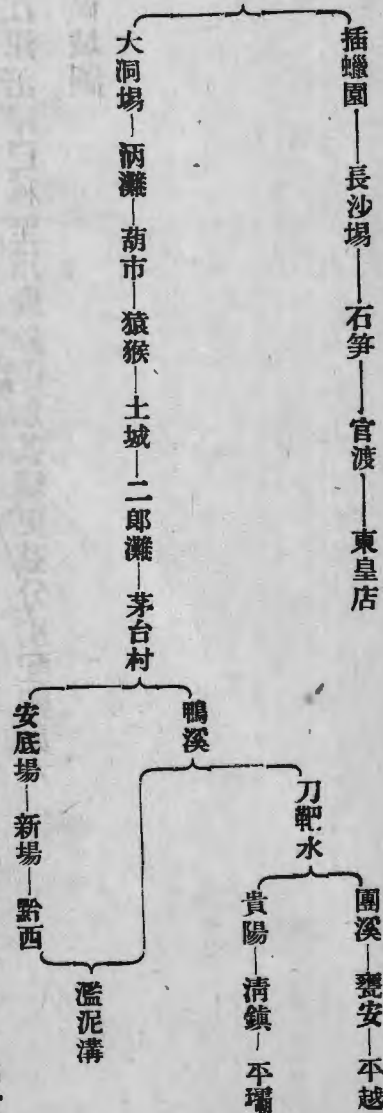 插蠟園—長沙場—石笋—官渡—東皇店
大洞場—沔灘—葫市—猿猴—土城—二郎灘—茅台村
鴨溪
刀靶水
團溪—甕安—平越
貴陽—清鎮—平壩
安底場—新場—黔西
濫泥溝